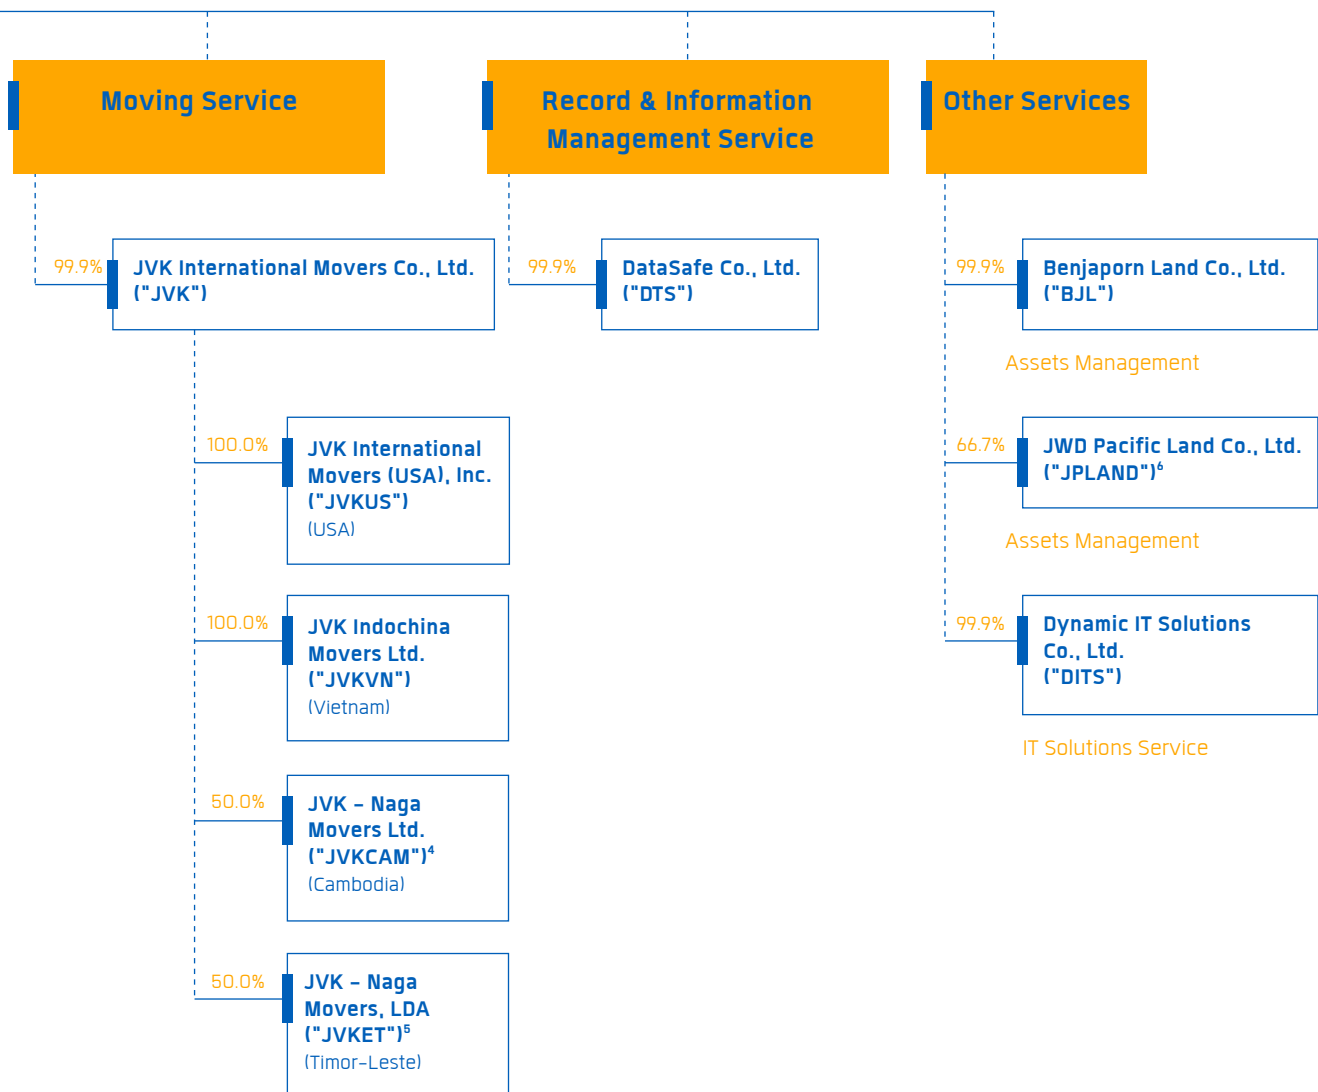 Moving Service
99.9%
JVK International Movers Co., Ltd.
("JVK")
100.0%
JVK International
Movers (USA), Inc.
("JVKUS")
(USA)
100.0%
JVK Indochina
Movers Ltd.
("JVKVN")
(Vietnam)
50.0%
JVK – Naga
Movers Ltd.
("JVKCAM")⁴
(Cambodia)
50.0%
JVK – Naga
Movers, LDA
("JVKET")⁵
(Timor-Leste)
Record & Information
Management Service
99.9%
DataSafe Co., Ltd.
("DTS")
Other Services
99.9%
Benjaporn Land Co., Ltd.
("BJL")
Assets Management
66.7%
JWD Pacific Land Co., Ltd.
("JPLAND")⁶
Assets Management
99.9%
Dynamic IT Solutions
Co., Ltd.
("DITS")
IT Solutions Service